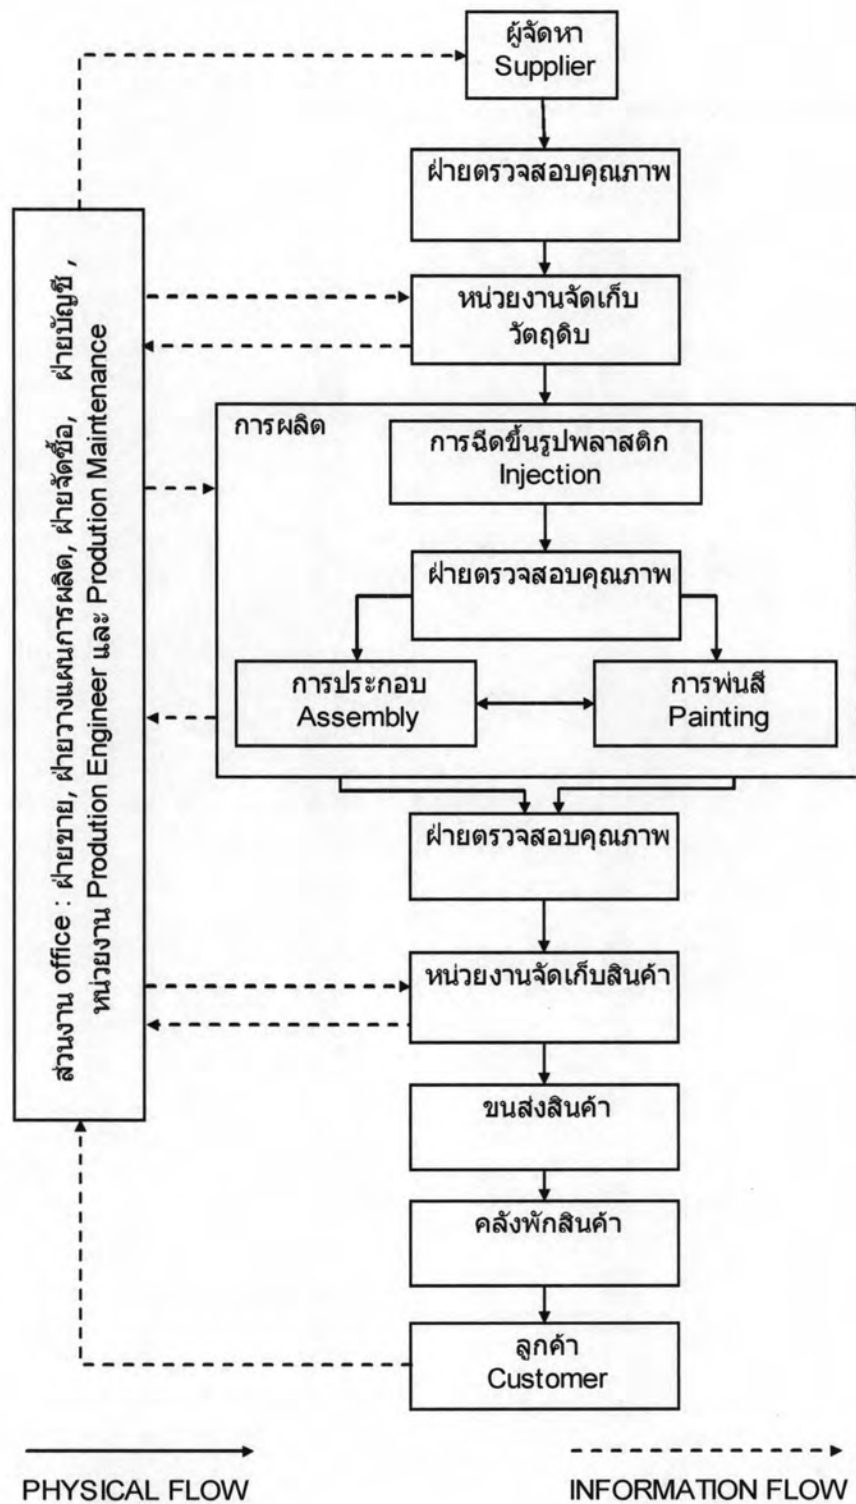 ผู้จัดหา
Supplier
ฝ่ายตรวจสอบคุณภาพ
หน่วยงานจัดเก็บ
วัตถุดิบ
ส่วนงาน office : ฝ่ายขาย, ฝ่ายวางแผนการผลิต, ฝ่ายจัดซื้อ, ฝ่ายบัญชี ,
หน่วยงาน Prodution Engineer และ Prodution Maintenance
การผลิต
การฉีดขึ้นรูปพลาสติก
Injection
ฝ่ายตรวจสอบคุณภาพ
การประกอบ
Assembly
การพ่นสี
Painting
ฝ่ายตรวจสอบคุณภาพ
หน่วยงานจัดเก็บสินค้า
ขนส่งสินค้า
คลังพักสินค้า
ลูกค้า
Customer
PHYSICAL FLOW
INFORMATION FLOW